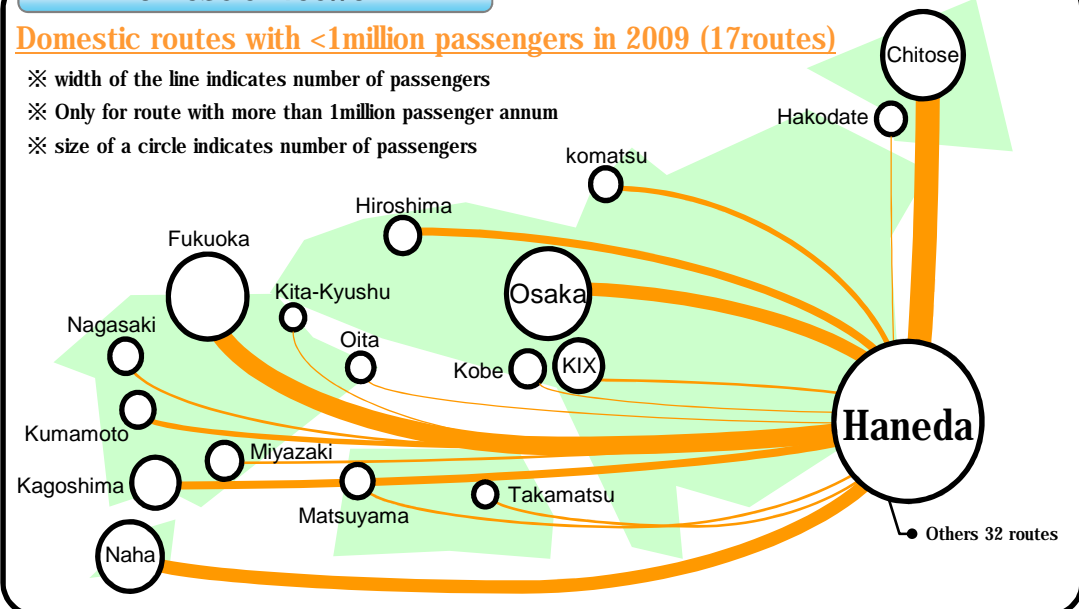 Domestic routes with <1million passengers in 2009 (17routes)
※ width of the line indicates number of passengers
※ Only for route with more than 1million passenger annum
※ size of a circle indicates number of passengers
Chitose
Hakodate
komatsu
Hiroshima
Fukuoka
Kita-Kyushu
Osaka
Nagasaki
Oita
Kobe
KIX
Kumamoto
Haneda
Miyazaki
Kagoshima
Matsuyama
Takamatsu
Naha
Others 32 routes